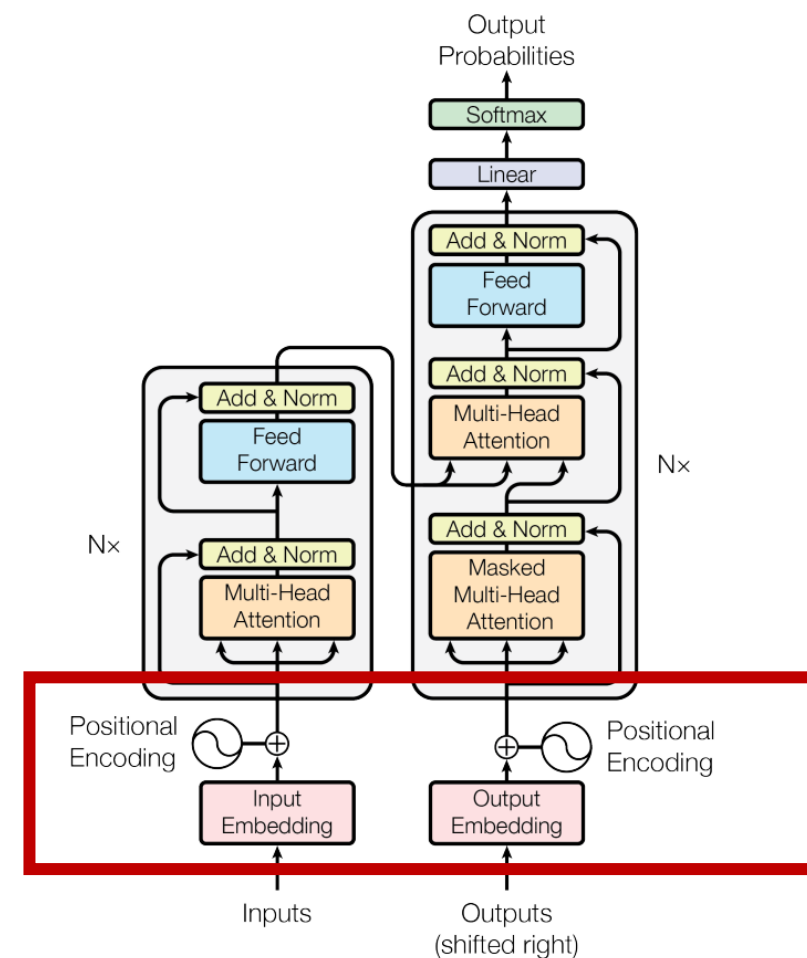 Output
Probabilities
Softmax
Linear
Add & Norm
Feed
Forward
Add & Norm
Multi-Head
Attention
Nx
Add & Norm
Masked
Multi-Head
Attention
Add & Norm
Feed
Forward
Nx
Add & Norm
Multi-Head
Attention
Positional
Encoding
Input
Embedding
Output
Embedding
Positional
Encoding
Inputs
Outputs
(shifted right)